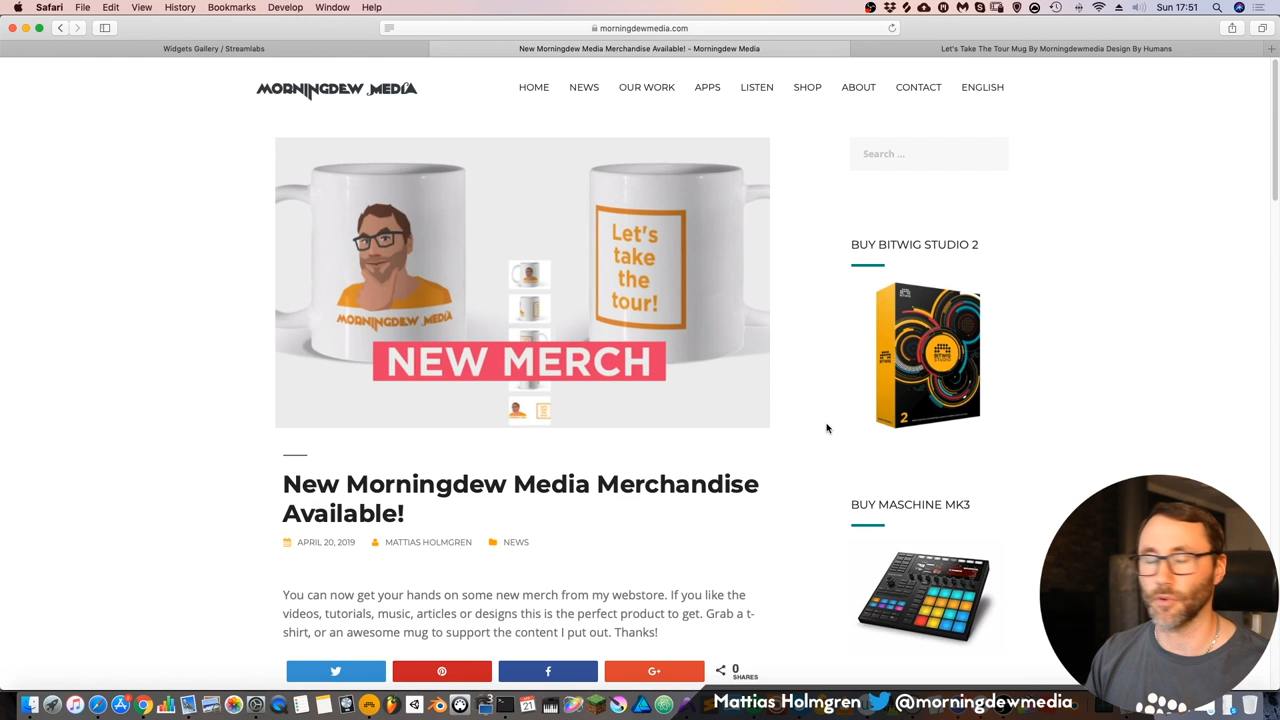 Safari File Edit View History Bookmarks Develop Window Help
Sun 17:51
morningdewmedia.com
Widgets Gallery / Streamlabs
New Morningdew Media Merchandise Available! - Morningdew Media
Let's Take The Tour Mug By Morningdewmedia Design By Humans
MORNINGDEW MEDIA
HOME NEWS OUR WORK APPS LISTEN SHOP ABOUT CONTACT ENGLISH
Search ...
MORNINGDEW MEDIA
Let's
take
the
tour!
NEW MERCH
BUY BITWIG STUDIO 2
BITWIG
STUDIO
2
New Morningdew Media Merchandise
Available!
APRIL 20, 2019 MATTIAS HOLMGREN NEWS
BUY MASCHINE MK3
You can now get your hands on some new merch from my webstore. If you like the
videos, tutorials, music, articles or designs this is the perfect product to get. Grab a t-
shirt, or an awesome mug to support the content I put out. Thanks!
G+
0
SHARES
Mattias Holmgren @morningdewmedia